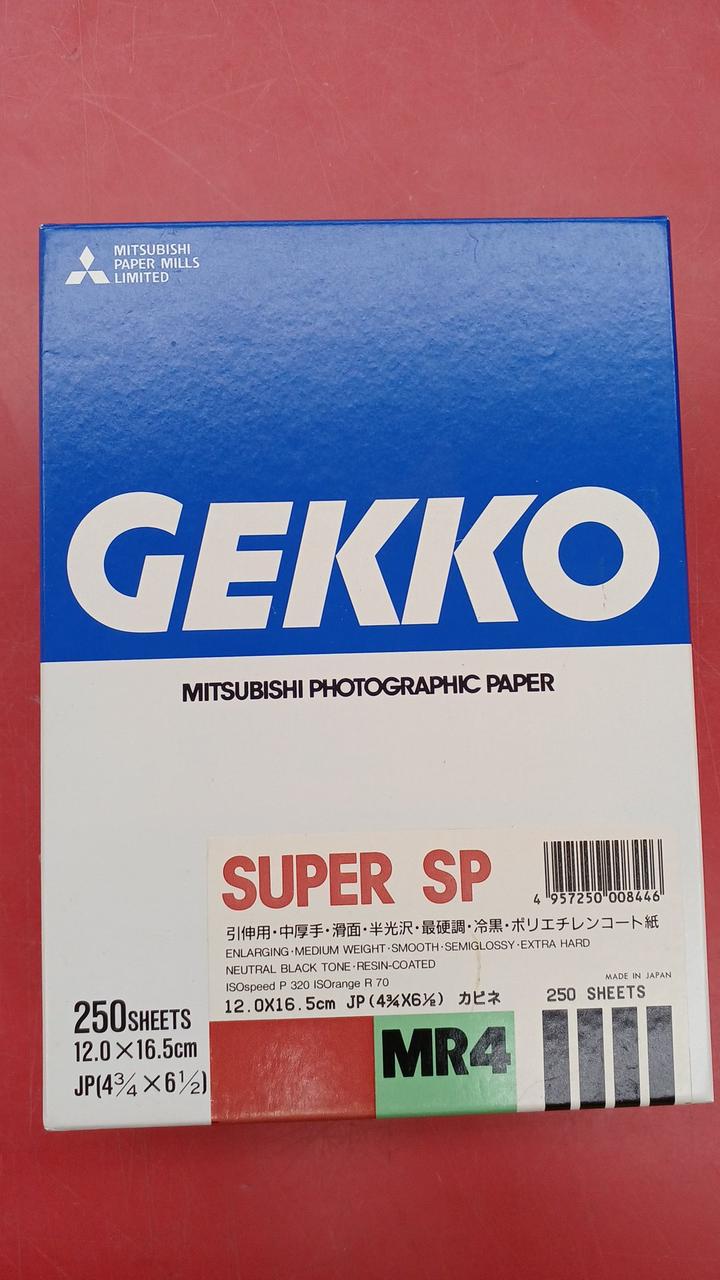 MITSUBISHI
PAPER MILLS
LIMITED
GEKKO
MITSUBISHI PHOTOGRAPHIC PAPER
SUPER SP
4 957250 008446
引伸用・中厚手・滑面・半光沢・最硬調・冷黒・ポリエチレンコート紙
ENLARGING·MEDIUM WEIGHT·SMOOTH·SEMIGLOSSY·EXTRA HARD
NEUTRAL BLACK TONE·RESIN-COATED
ISOspeed P 320 ISOrange R 70
MADE IN JAPAN
12.0X16.5cm JP(4¾X6½) カビネ
250 SHEETS
250SHEETS
12.0×16.5cm
JP(4¾×6½)
MR4